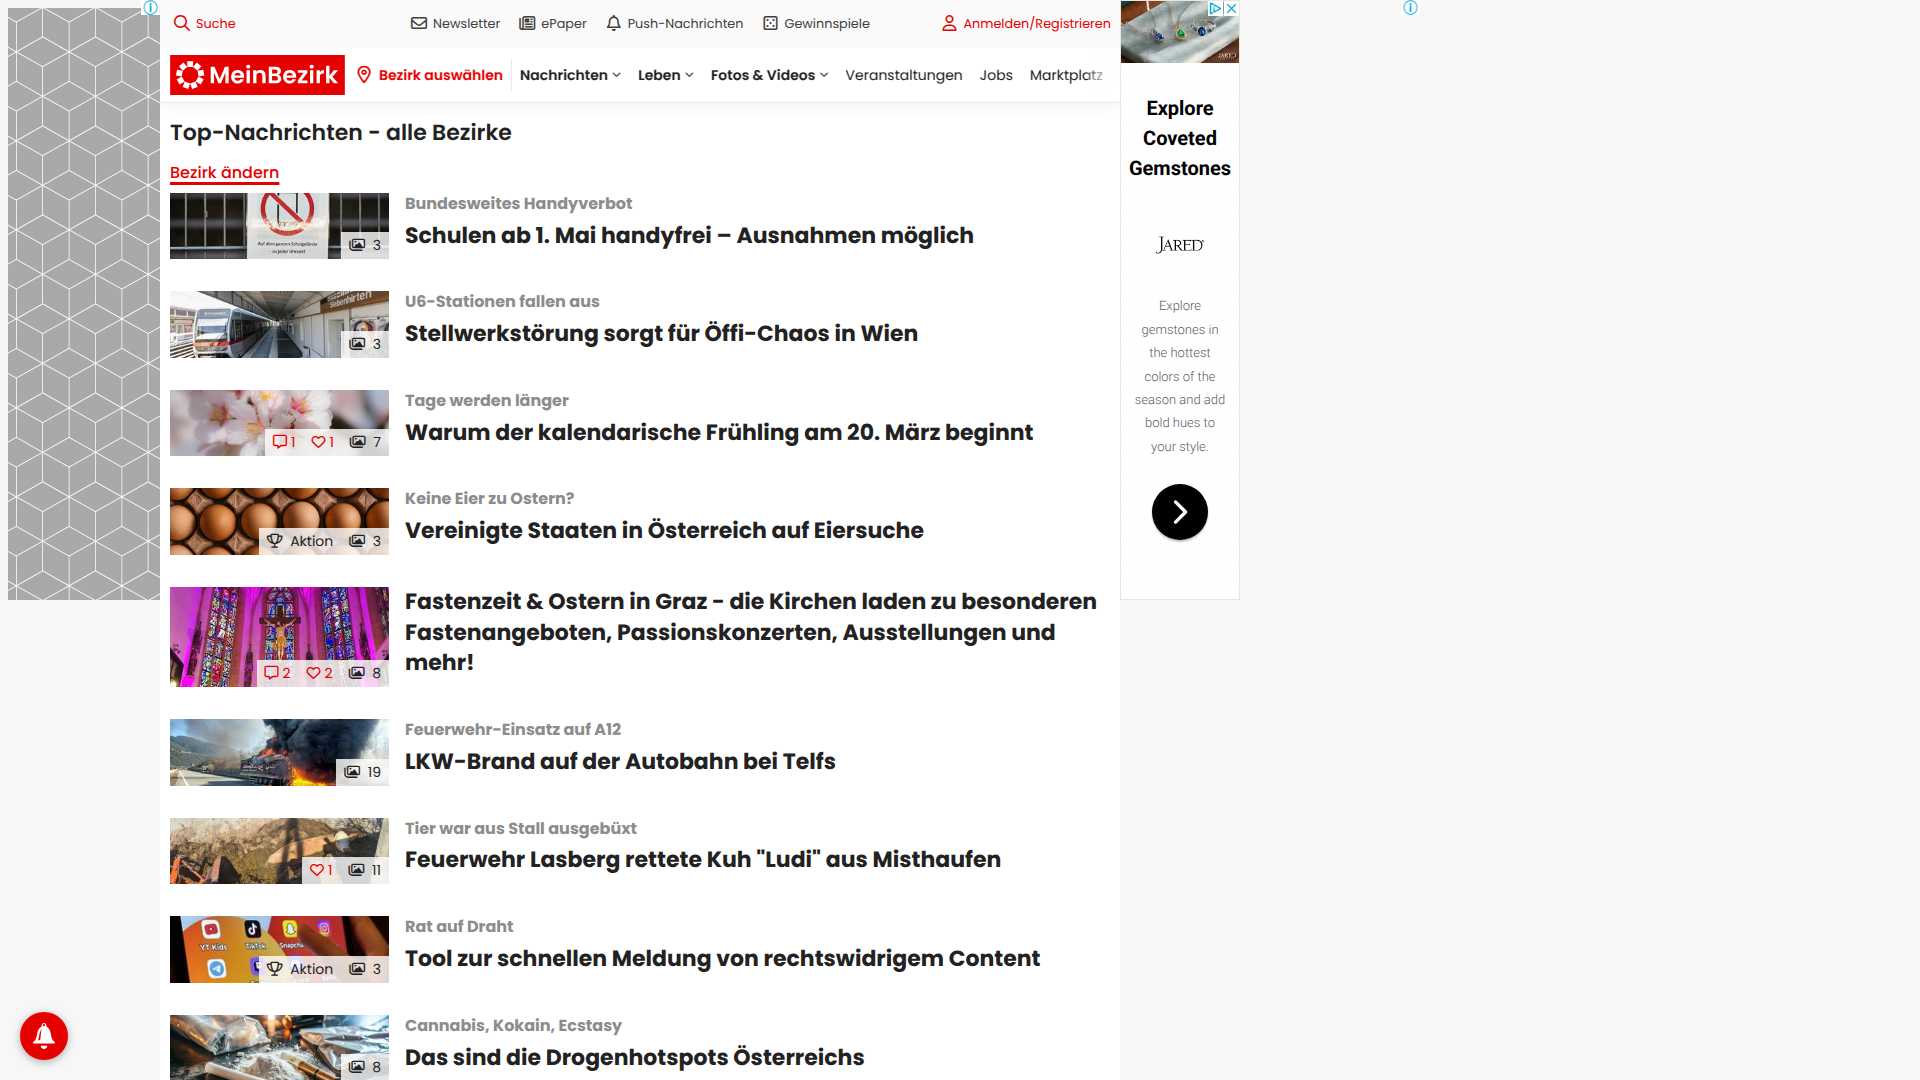 Suche
Newsletter
ePaper
Push-Nachrichten
Gewinnspiele
Anmelden/Registrieren
MeinBezirk
Bezirk auswählen
Nachrichten
Leben
Fotos & Videos
Veranstaltungen
Jobs
Marktplatz
Top-Nachrichten - alle Bezirke
Bezirk ändern
3
Bundesweites Handyverbot
Schulen ab 1. Mai handyfrei – Ausnahmen möglich
Siebenhirten
3
U6-Stationen fallen aus
Stellwerkstörung sorgt für Öffi-Chaos in Wien
1 1 7
Tage werden länger
Warum der kalendarische Frühling am 20. März beginnt
Aktion 3
Keine Eier zu Ostern?
Vereinigte Staaten in Österreich auf Eiersuche
2 2 8
Fastenzeit & Ostern in Graz - die Kirchen laden zu besonderen
Fastenangeboten, Passionskonzerten, Ausstellungen und
mehr!
19
Feuerwehr-Einsatz auf A12
LKW-Brand auf der Autobahn bei Telfs
1 11
Tier war aus Stall ausgebüxt
Feuerwehr Lasberg rettete Kuh "Ludi" aus Misthaufen
YT Kids TikTok
Aktion 3
Rat auf Draht
Tool zur schnellen Meldung von rechtswidrigem Content
8
Cannabis, Kokain, Ecstasy
Das sind die Drogenhotspots Österreichs
JARED
Explore
Coveted
Gemstones
JARED
Explore
gemstones in
the hottest
colors of the
season and add
bold hues to
your style.